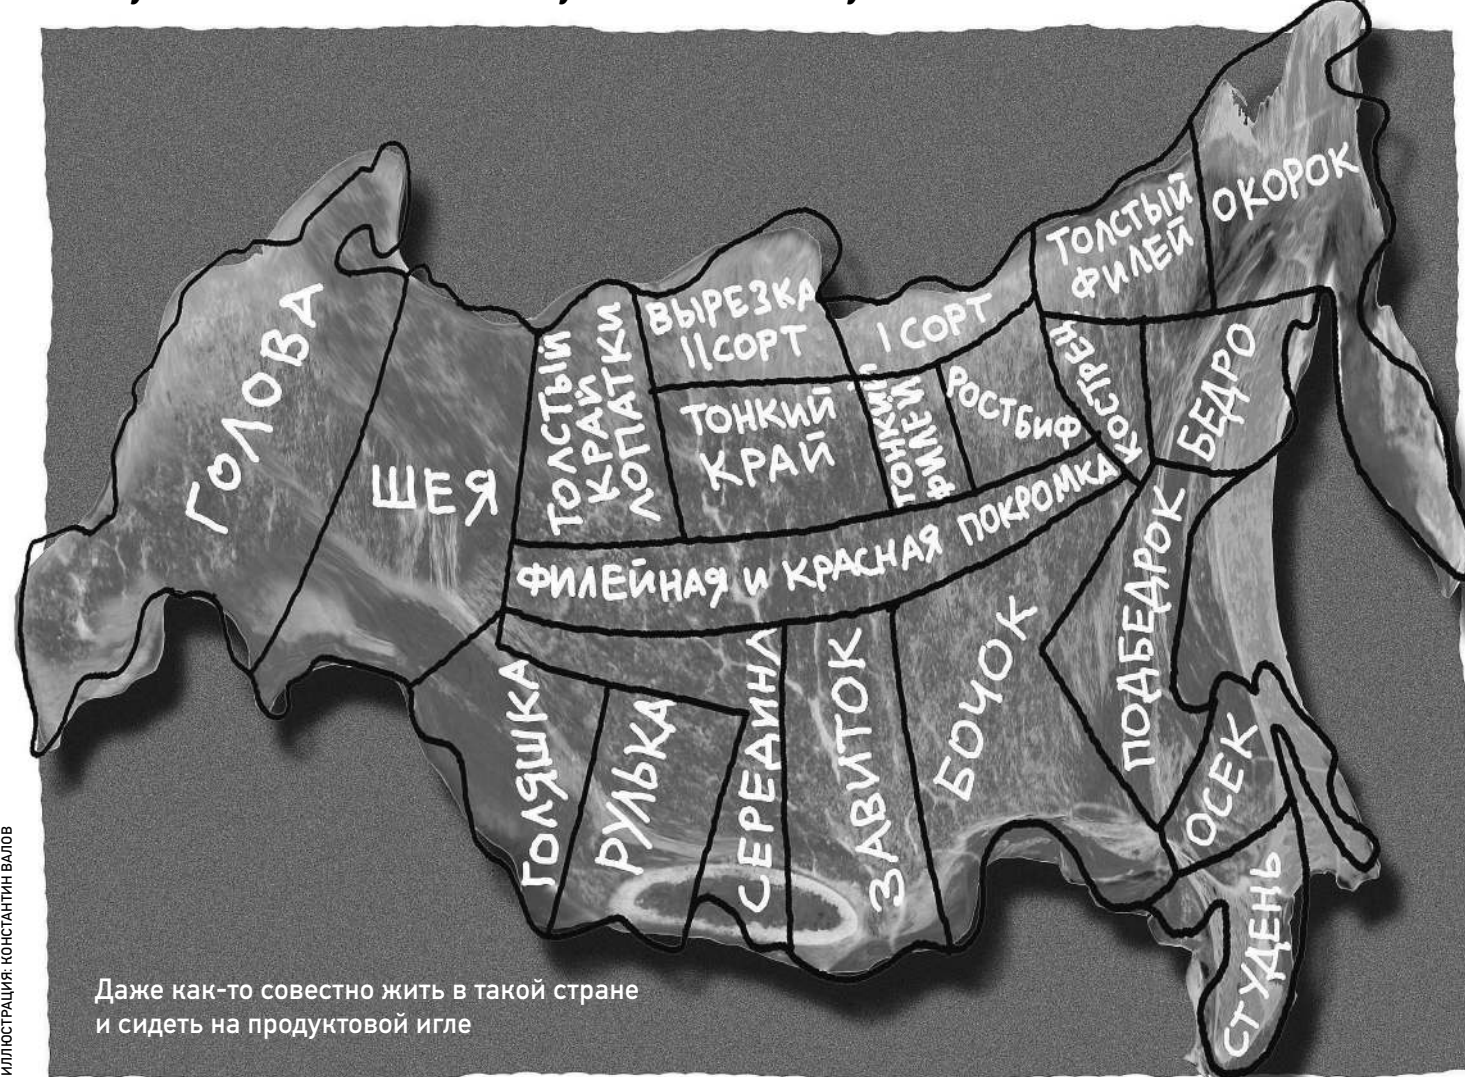 ГОЛОВА
ШЕЯ
ТОЛСТЫЙ
КРАЙ
ЛОПАТКИ
ВЫРЕЗКА
II СОРТ
I СОРТ
ТОЛСТЫЙ
ФИЛЕЙ
ОКОРОК
ТОНКИЙ
КРАЙ
ТОНКИЙ
ФИЛЕЙ
РОСТБИФ
КОСТРЕЦ
БЕДРО
ФИЛЕЙНАЯ И КРАСНАЯ ПОКРОМКА
ПОДБЕДРОК
ГОЛЯШКА
РУЛЬКА
СЕРЕДИНА
ЗАВИТОК
БОЧОК
ОСЕК
СТУДЕНЬ
Даже как-то совестно жить в такой стране
и сидеть на продуктовой игле
ИЛЛЮСТРАЦИЯ: КОНСТАНТИН ВАЛОВ